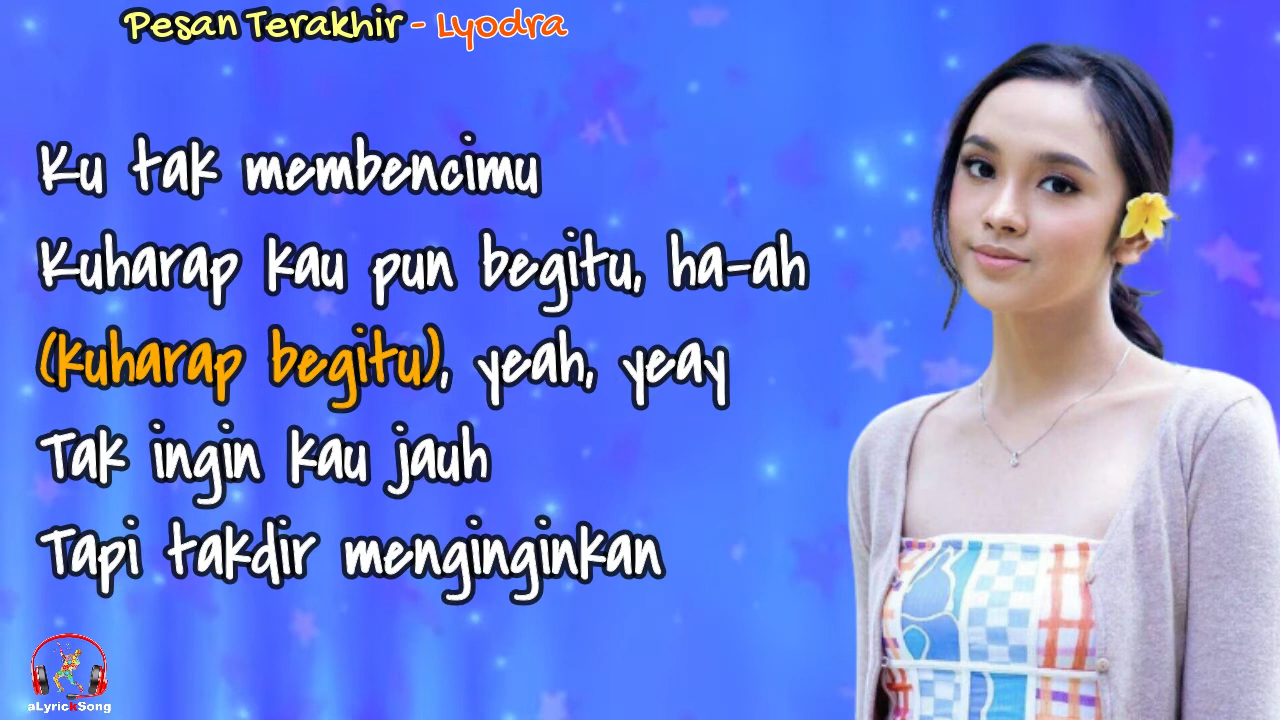 Pesan Terakhir - Lyodra
Ku tak membencimu
Kuharap kau pun begitu, ha-ah
(kuharap begitu), yeah, yeay
Tak ingin kau jauh
Tapi takdir menginginkan
aLyrickSong